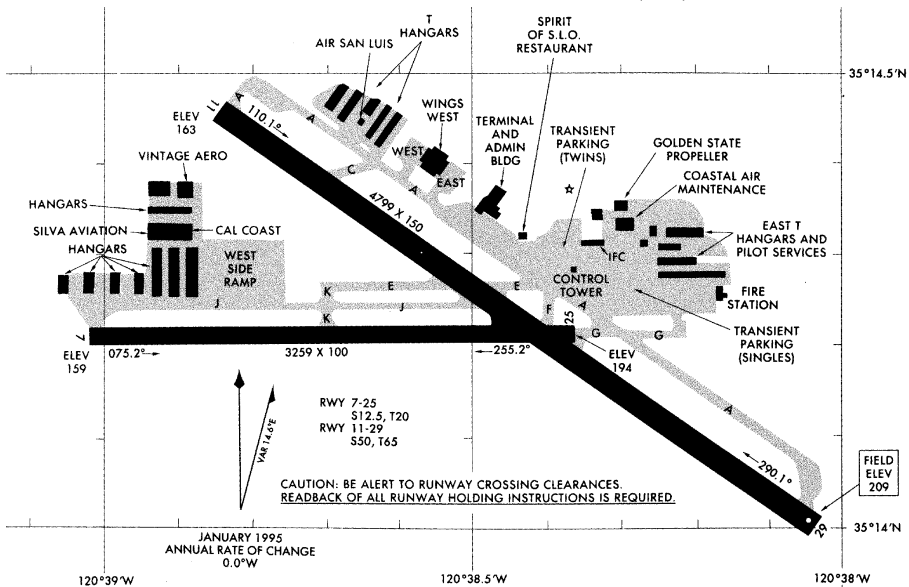 T
HANGARS
AIR SAN LUIS
SPIRIT
OF S.L.O.
RESTAURANT
35°14.5'N
11
A
110.1°
ELEV
163
A
WINGS
WEST
TERMINAL
AND
ADMIN
BLDG
TRANSIENT
PARKING
(TWINS)
GOLDEN STATE
PROPELLER
COASTAL AIR
MAINTENANCE
VINTAGE AERO
WEST
EAST
C
A
4799 X 150
HANGARS
SILVA AVIATION
CAL COAST
HANGARS
EAST T
HANGARS AND
PILOT SERVICES
IFC
WEST
SIDE
RAMP
CONTROL
TOWER
FIRE
STATION
K
E
E
J
J
F
A
K
25
G
G
TRANSIENT
PARKING
(SINGLES)
7
ELEV
159
075.2°
3259 X 100
255.2°
ELEV
194
A
VAR 14.6°E
RWY 7-25
S12.5, T20
RWY 11-29
S50, T65
290.1°
FIELD
ELEV
209
CAUTION: BE ALERT TO RUNWAY CROSSING CLEARANCES.
READBACK OF ALL RUNWAY HOLDING INSTRUCTIONS IS REQUIRED.
29
35°14'N
JANUARY 1995
ANNUAL RATE OF CHANGE
0.0°W
120°39'W
120°38.5'W
120°38'W